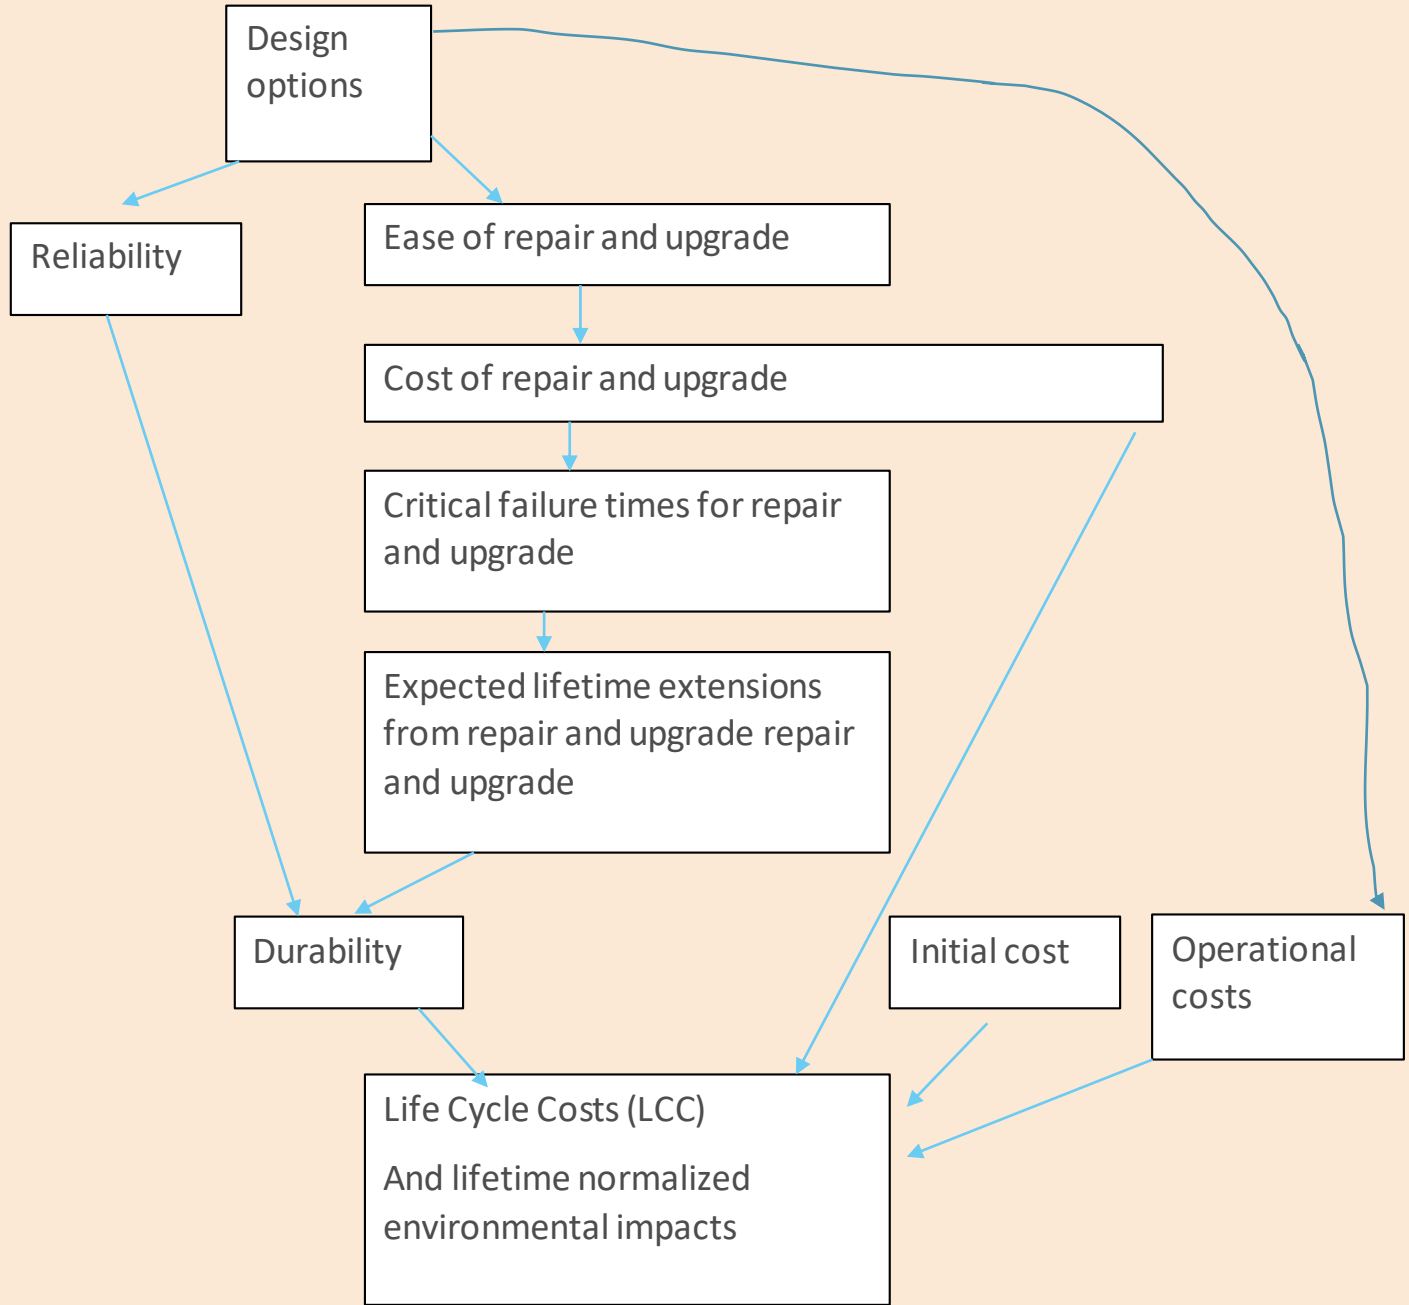 Design
options
Reliability
Ease of repair and upgrade
Cost of repair and upgrade
Critical failure times for repair
and upgrade
Expected lifetime extensions
from repair and upgrade repair
and upgrade
Durability
Initial cost
Operational
costs
Life Cycle Costs (LCC)
And lifetime normalized
environmental impacts